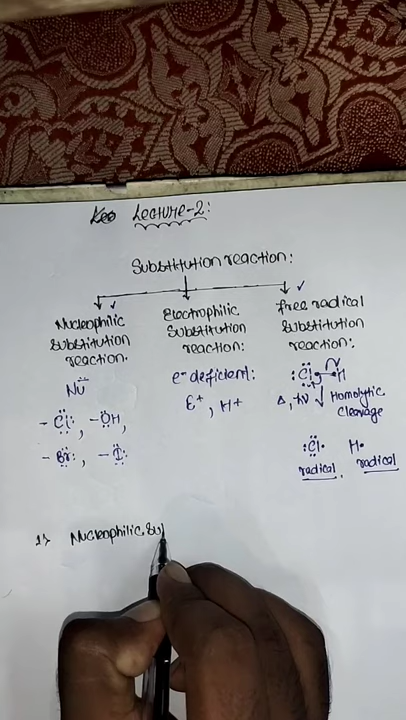 Lecture-2:
Substitution reaction:
Nucleophilic
substitution
reaction.
Nu:⁻
- Cl:, - OH,
- Br:, - I:
Electrophilic
substitution
reaction:
e⁻ deficient:
E⁺, H⁺
free radical
substitution
reaction:
:Cl - H
Δ, hν ↓ Homolytic
cleavage
:Cl· H·
radical, radical
1> Nucleophilic su